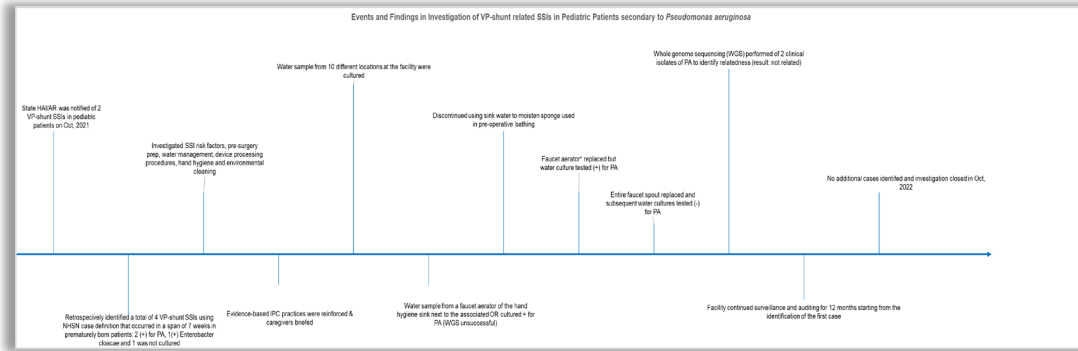 Events and Findings in Investigation of VP-shunt related SSIs in Pediatric Patients secondary to Pseudomonas aeruginosa
State HAI/AR was notified of 2
VP-shunt SSIs in pediatric
patients on Oct, 2021
Retrospecively identified a total of 4 VP-shunt SSIs using
NHSN case definition that occurred in a span of 7 weeks in
prematurely born patients: 2 (+) for PA, 1(+) Enterobacter
cloacae and 1 was not cultured
Investigated SSI risk factors, pre-surgery
prep, water management, device processing
procedures, hand hygiene and environmental
cleaning
Evidence-based IPC practices were reinforced &
caregivers briefed
Water sample from 10 different locations at the facility were
cultured
Water sample from a faucet aerator of the hand
hygiene sink next to the associated OR cultured + for
PA (WGS unsuccessful)
Discontinued using sink water to moisten sponge used
in pre-operative bathing
Faucet aerator* replaced but
water culture tested (+) for PA
Entire faucet spout replaced and
subsequent water cultures tested (-)
for PA
Whole genome sequencing (WGS) performed of 2 clinical
isolates of PA to identify relatedness (result: not related)
Facility continued surveillance and auditing for 12 months starting from the
identification of the first case
No additional cases identifed and investigation closed in Oct,
2022